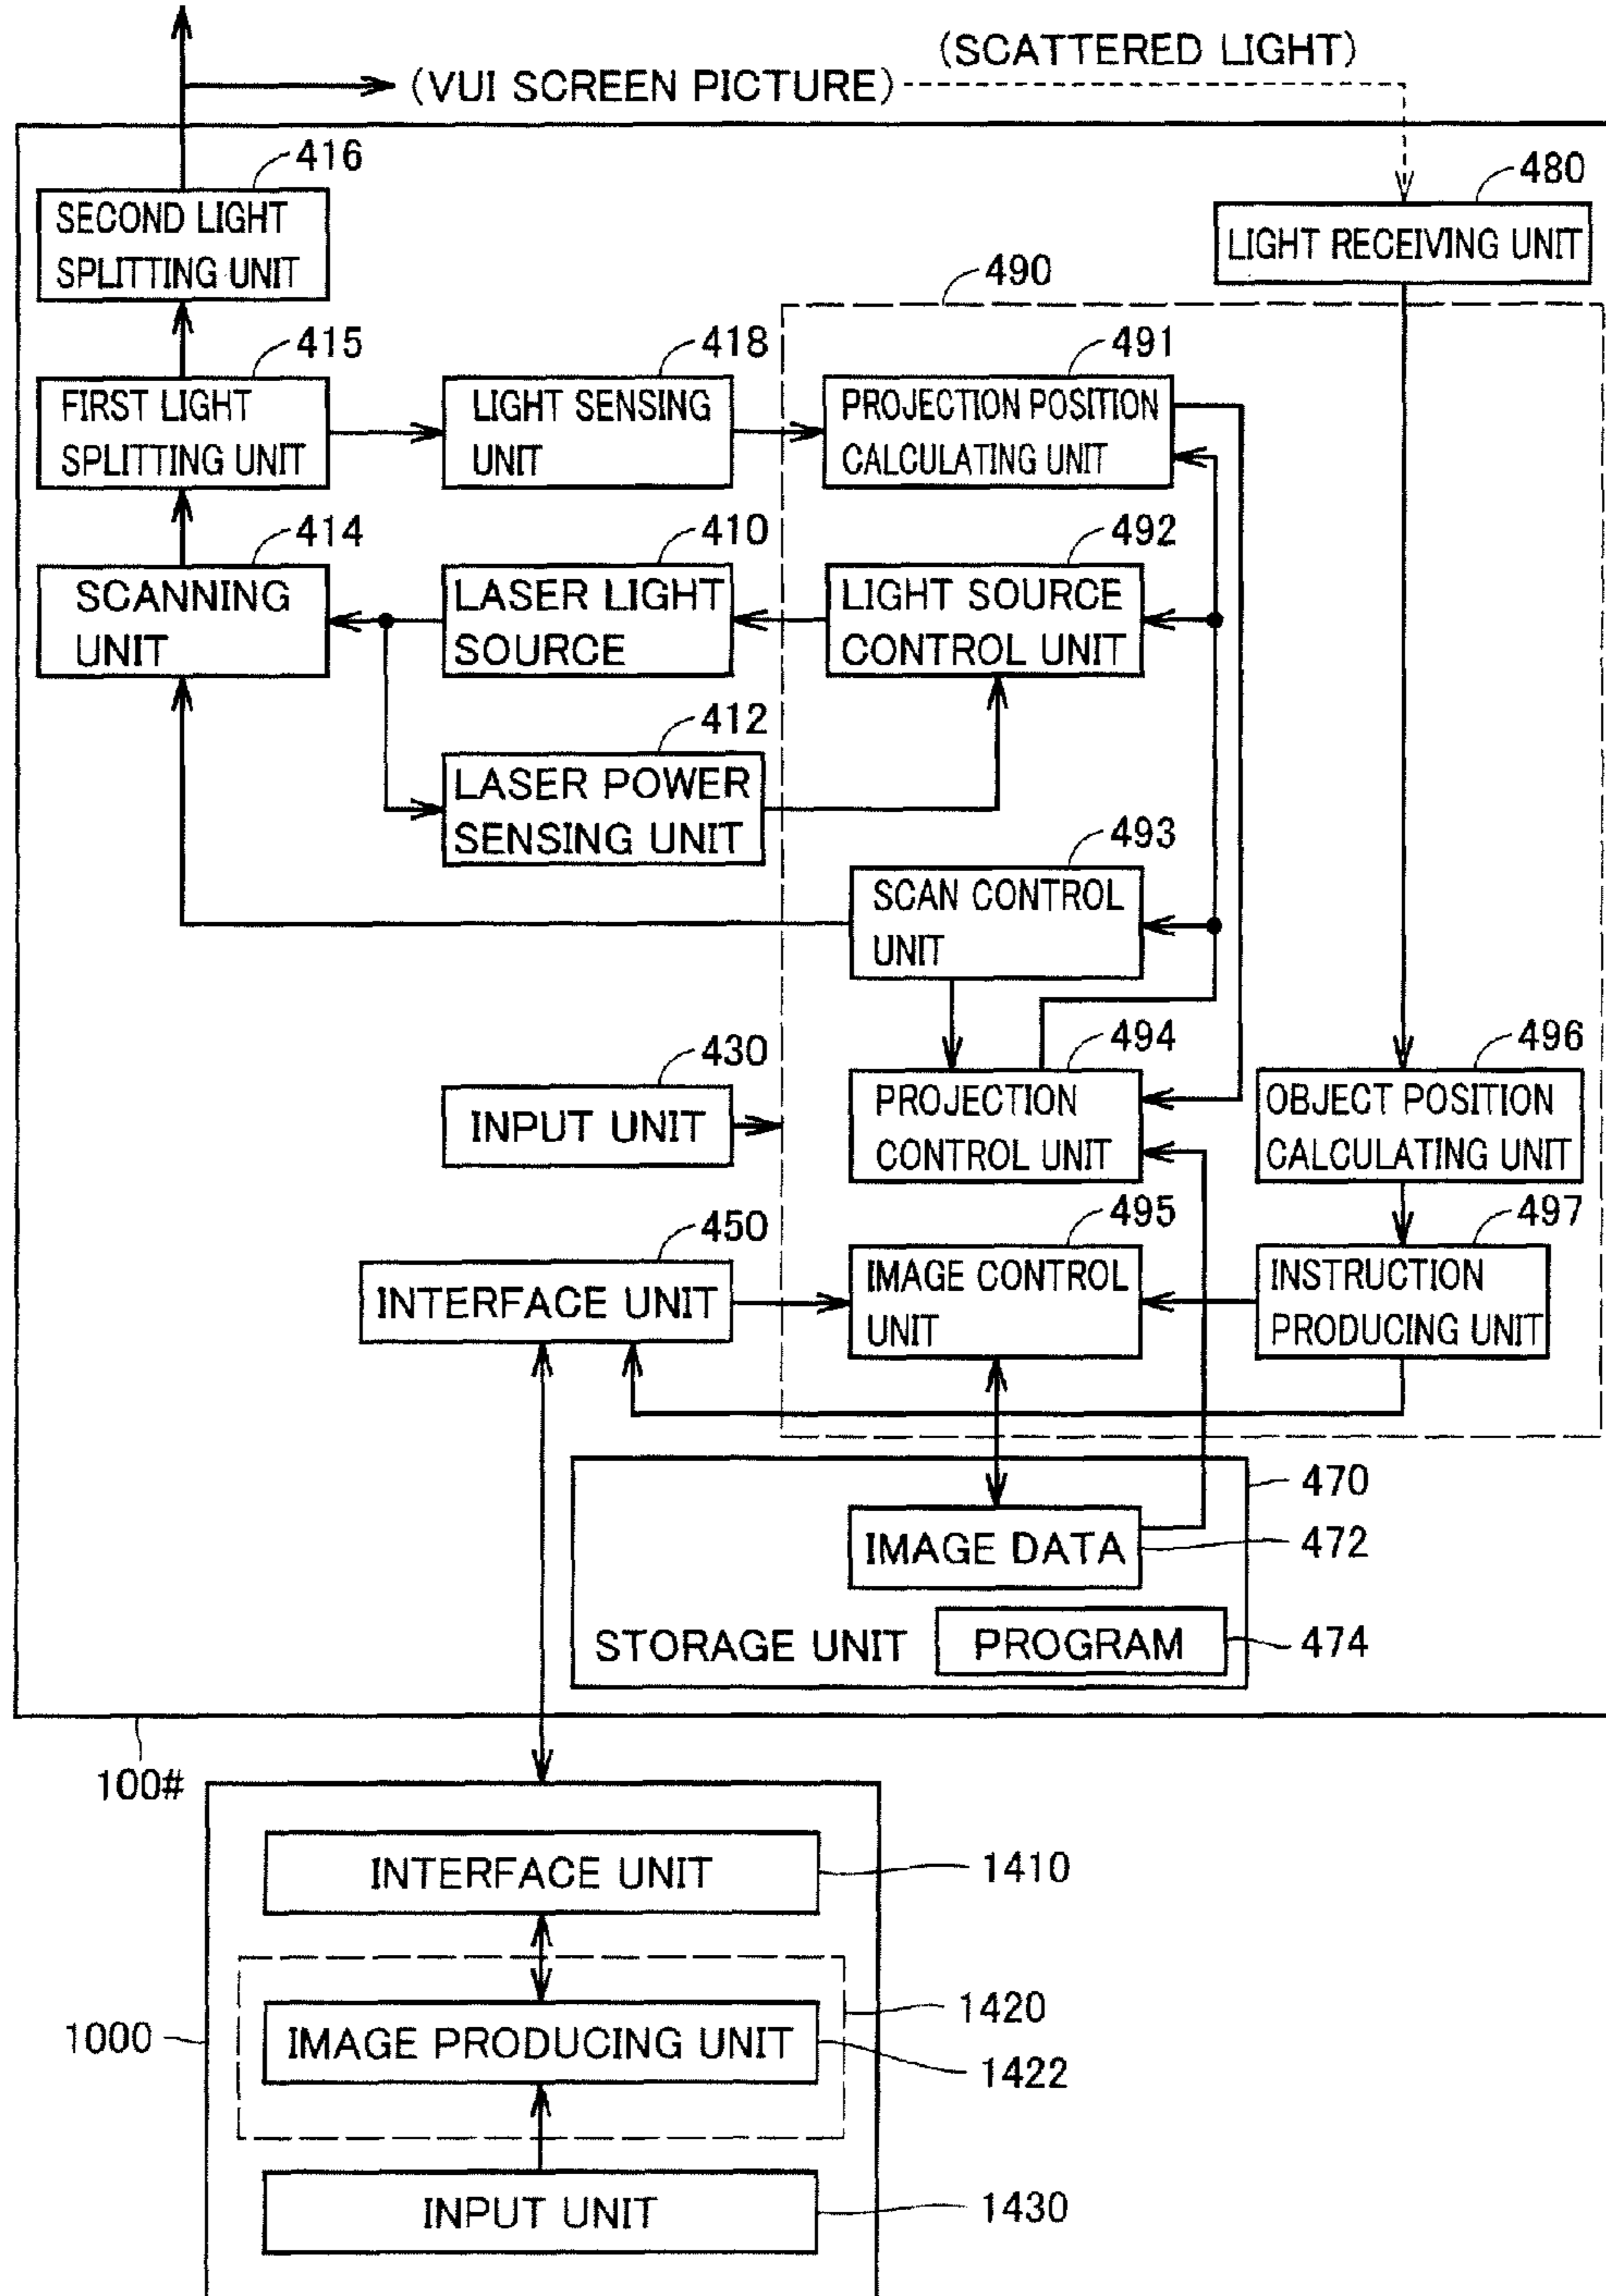 (SCATTERED LIGHT)
(VUI SCREEN PICTURE)
416
SECOND LIGHT
SPLITTING UNIT
480
LIGHT RECEIVING UNIT
490
415
FIRST LIGHT
SPLITTING UNIT
418
LIGHT SENSING
UNIT
491
PROJECTION POSITION
CALCULATING UNIT
414
SCANNING
UNIT
410
LASER LIGHT
SOURCE
492
LIGHT SOURCE
CONTROL UNIT
412
LASER POWER
SENSING UNIT
493
SCAN CONTROL
UNIT
430
INPUT UNIT
494
PROJECTION
CONTROL UNIT
496
OBJECT POSITION
CALCULATING UNIT
450
INTERFACE UNIT
495
IMAGE CONTROL
UNIT
497
INSTRUCTION
PRODUCING UNIT
470
IMAGE DATA
472
STORAGE UNIT
PROGRAM
474
100#
INTERFACE UNIT
1410
1420
1000
IMAGE PRODUCING UNIT
1422
INPUT UNIT
1430